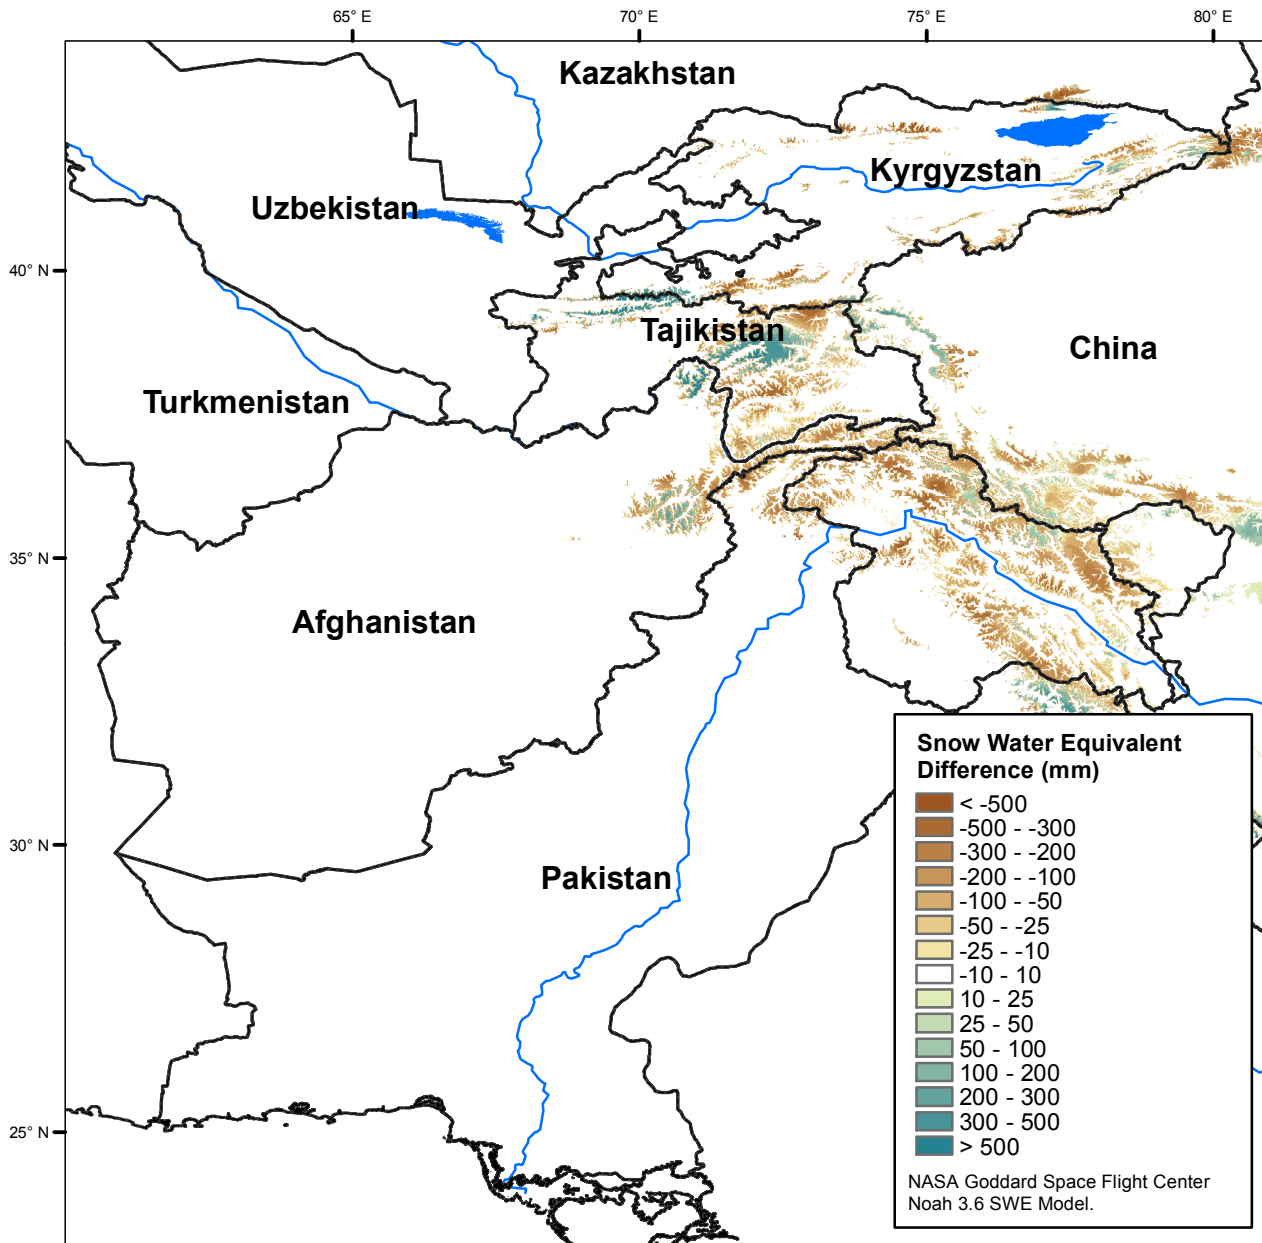 65° E
70° E
75° E
80° E
Kazakhstan
Kyrgyzstan
Uzbekistan
40° N
Tajikistan
China
Turkmenistan
35° N
Afghanistan
Snow Water Equivalent
Difference (mm)
< -500
-500 - -300
-300 - -200
-200 - -100
-100 - -50
-50 - -25
-25 - -10
-10 - 10
10 - 25
25 - 50
50 - 100
100 - 200
200 - 300
300 - 500
> 500
NASA Goddard Space Flight Center
Noah 3.6 SWE Model.
30° N
Pakistan
25° N